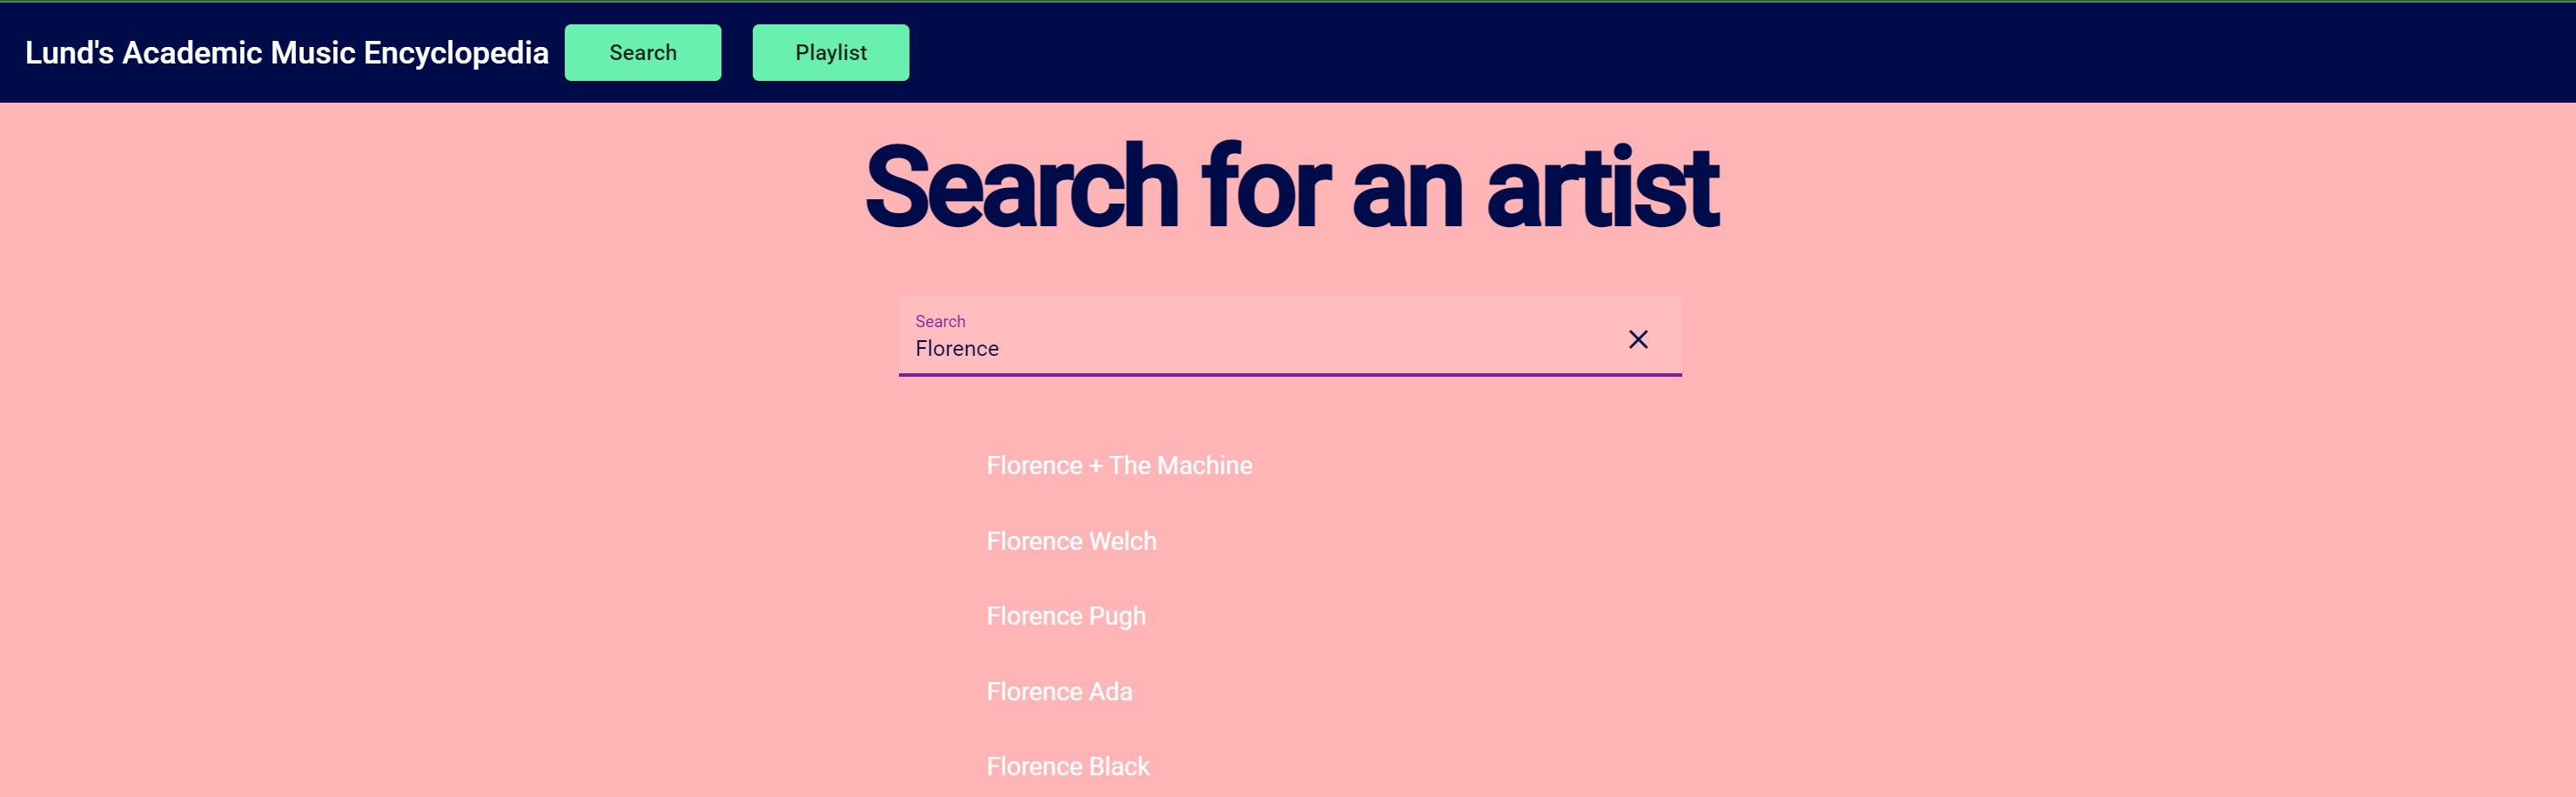 Lund's Academic Music Encyclopedia Search Playlist
Search for an artist
Search
Florence
Florence + The Machine
Florence Welch
Florence Pugh
Florence Ada
Florence Black